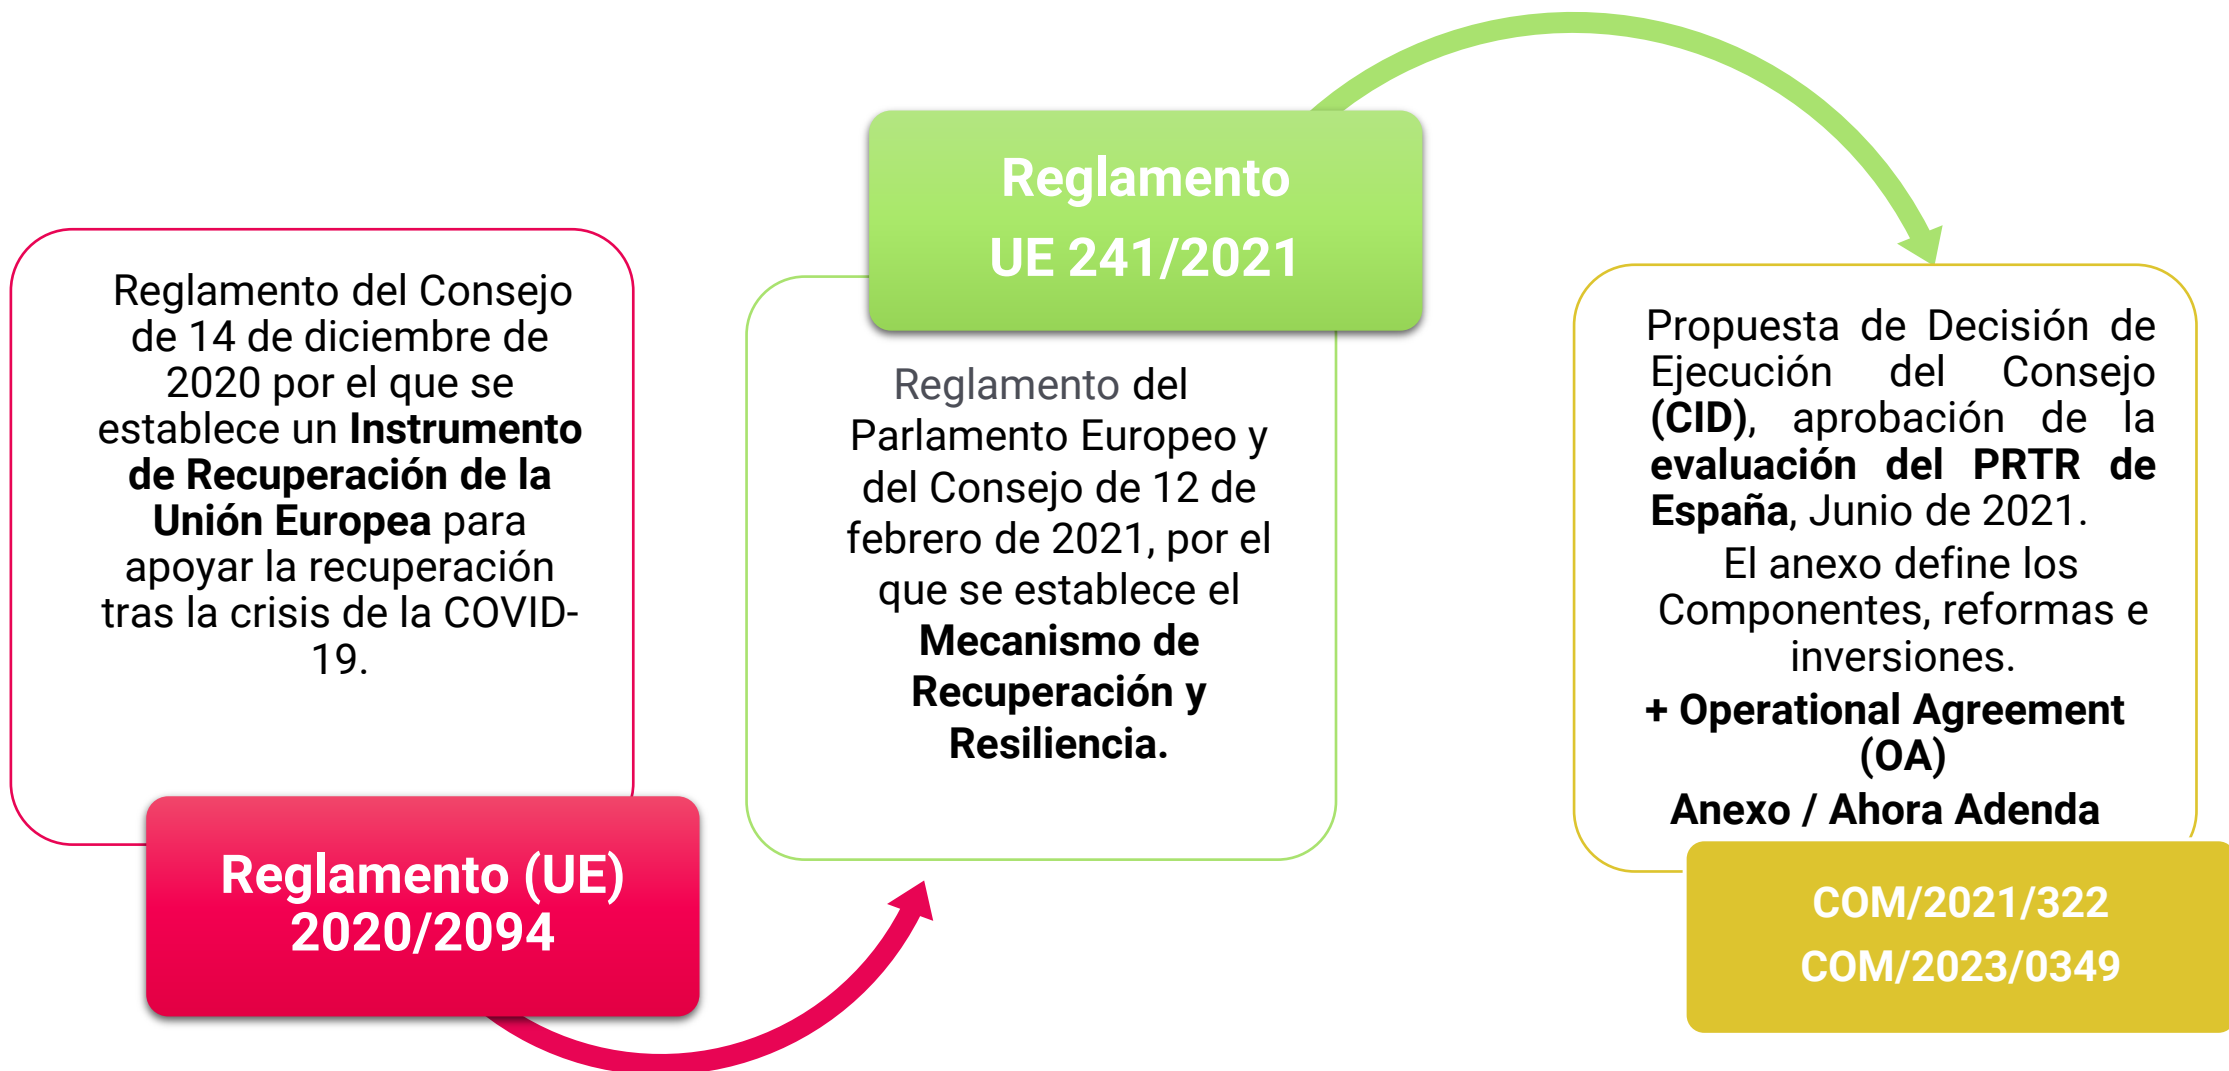 Reglamento del Consejo
de 14 de diciembre de
2020 por el que se
establece un Instrumento
de Recuperación de la
Unión Europea para
apoyar la recuperación
tras la crisis de la COVID-
19.
Reglamento (UE)
2020/2094
Reglamento
UE 241/2021
Reglamento del
Parlamento Europeo y
del Consejo de 12 de
febrero de 2021, por el
que se establece el
Mecanismo de
Recuperación y
Resiliencia.
Propuesta de Decisión de
Ejecución del Consejo
(CID), aprobación de la
evaluación del PRTR de
España, Junio de 2021.
El anexo define los
Componentes, reformas e
inversiones.
+ Operational Agreement
(OA)
Anexo / Ahora Adenda
COM/2021/322
COM/2023/0349